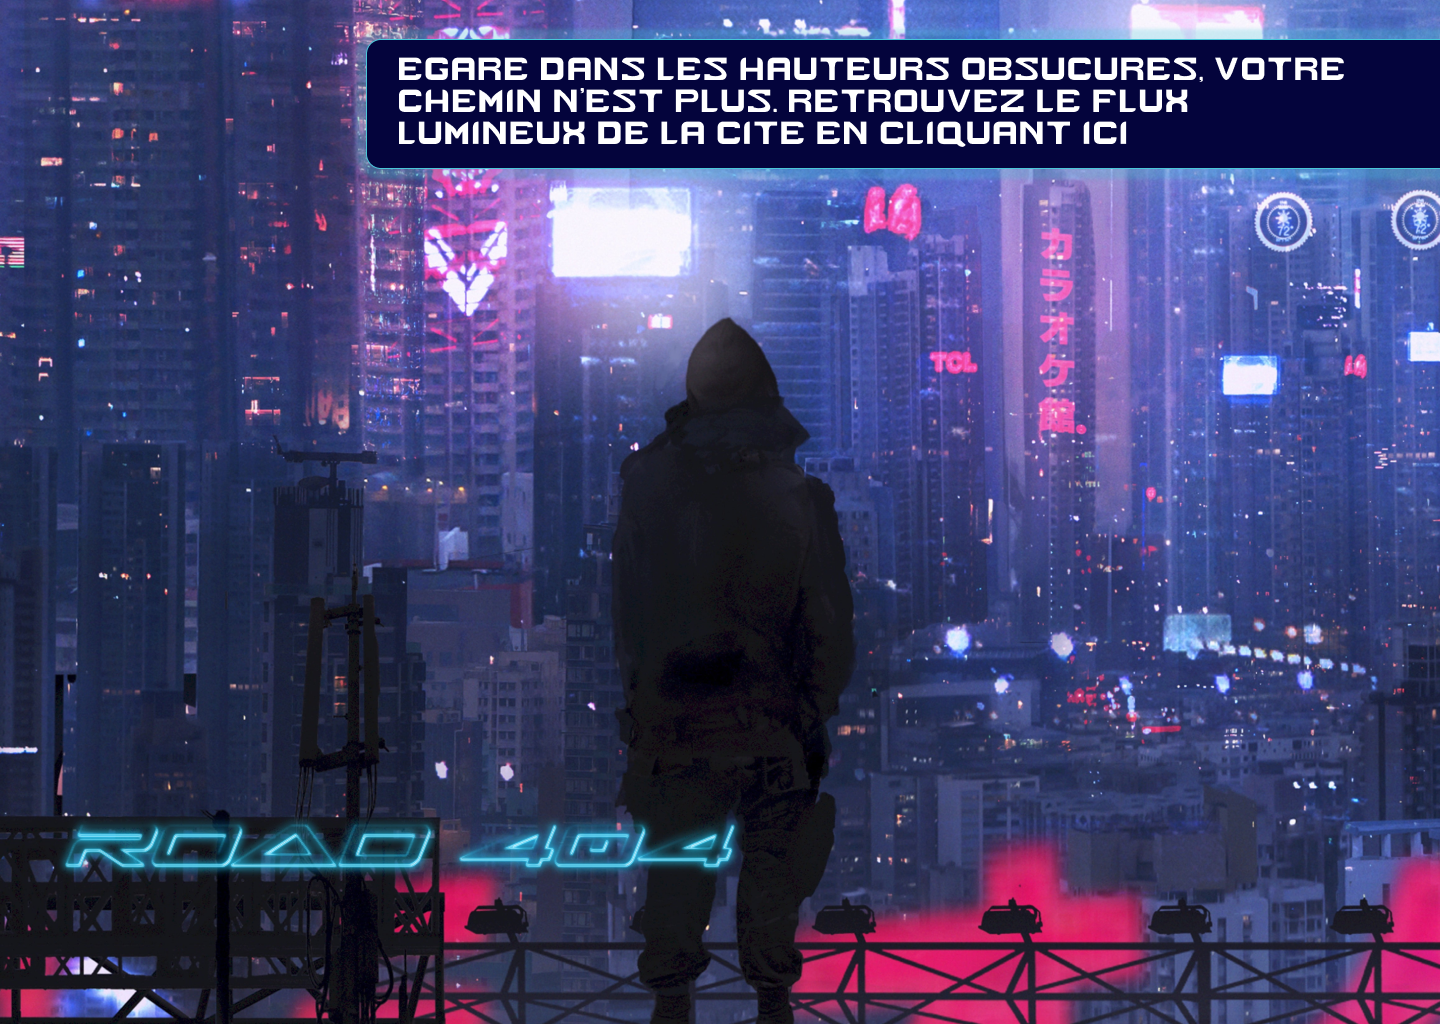 EGARE DANS LES HAUTEURS OBSUCURES, VOTRE
CHEMIN N'EST PLUS. RETROUVEZ LE FLUX
LUMINEUX DE LA CITE EN CLIQUANT ICI
カラオケ館
TCL
ROAD 404